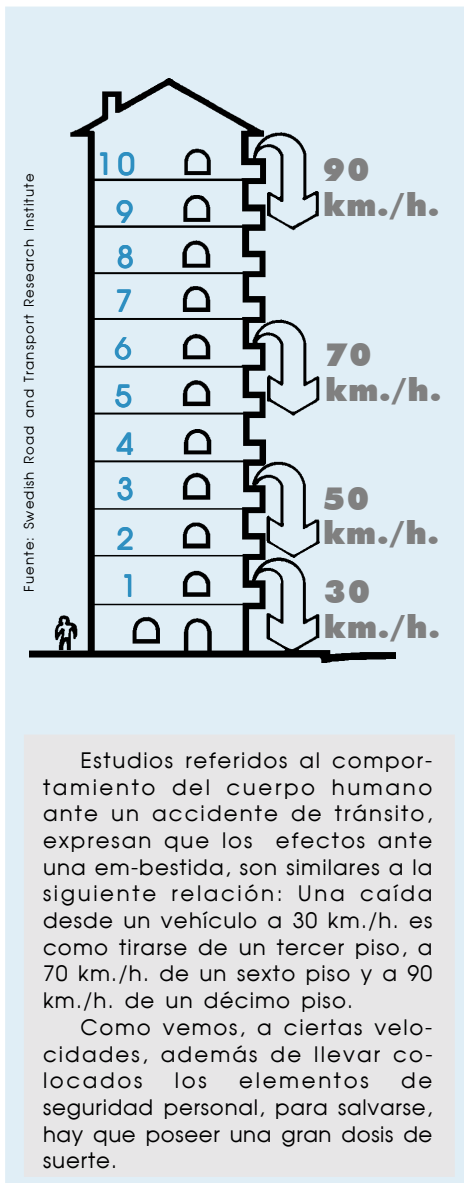 10
90
km./h.
9
8
7
6
70
km./h.
5
4
3
50
km./h.
2
1
30
km./h.
Fuente: Swedish Road and Transport Research Institute
Estudios referidos al compor-
tamiento del cuerpo humano
ante un accidente de tránsito,
expresan que los efectos ante
una em-bestida, son similares a la
siguiente relación: Una caída
desde un vehículo a 30 km./h. es
como tirarse de un tercer piso, a
70 km./h. de un sexto piso y a 90
km./h. de un décimo piso.
Como vemos, a ciertas velo-
cidades, además de llevar co-
locados los elementos de
seguridad personal, para salvarse,
hay que poseer una gran dosis de
suerte.